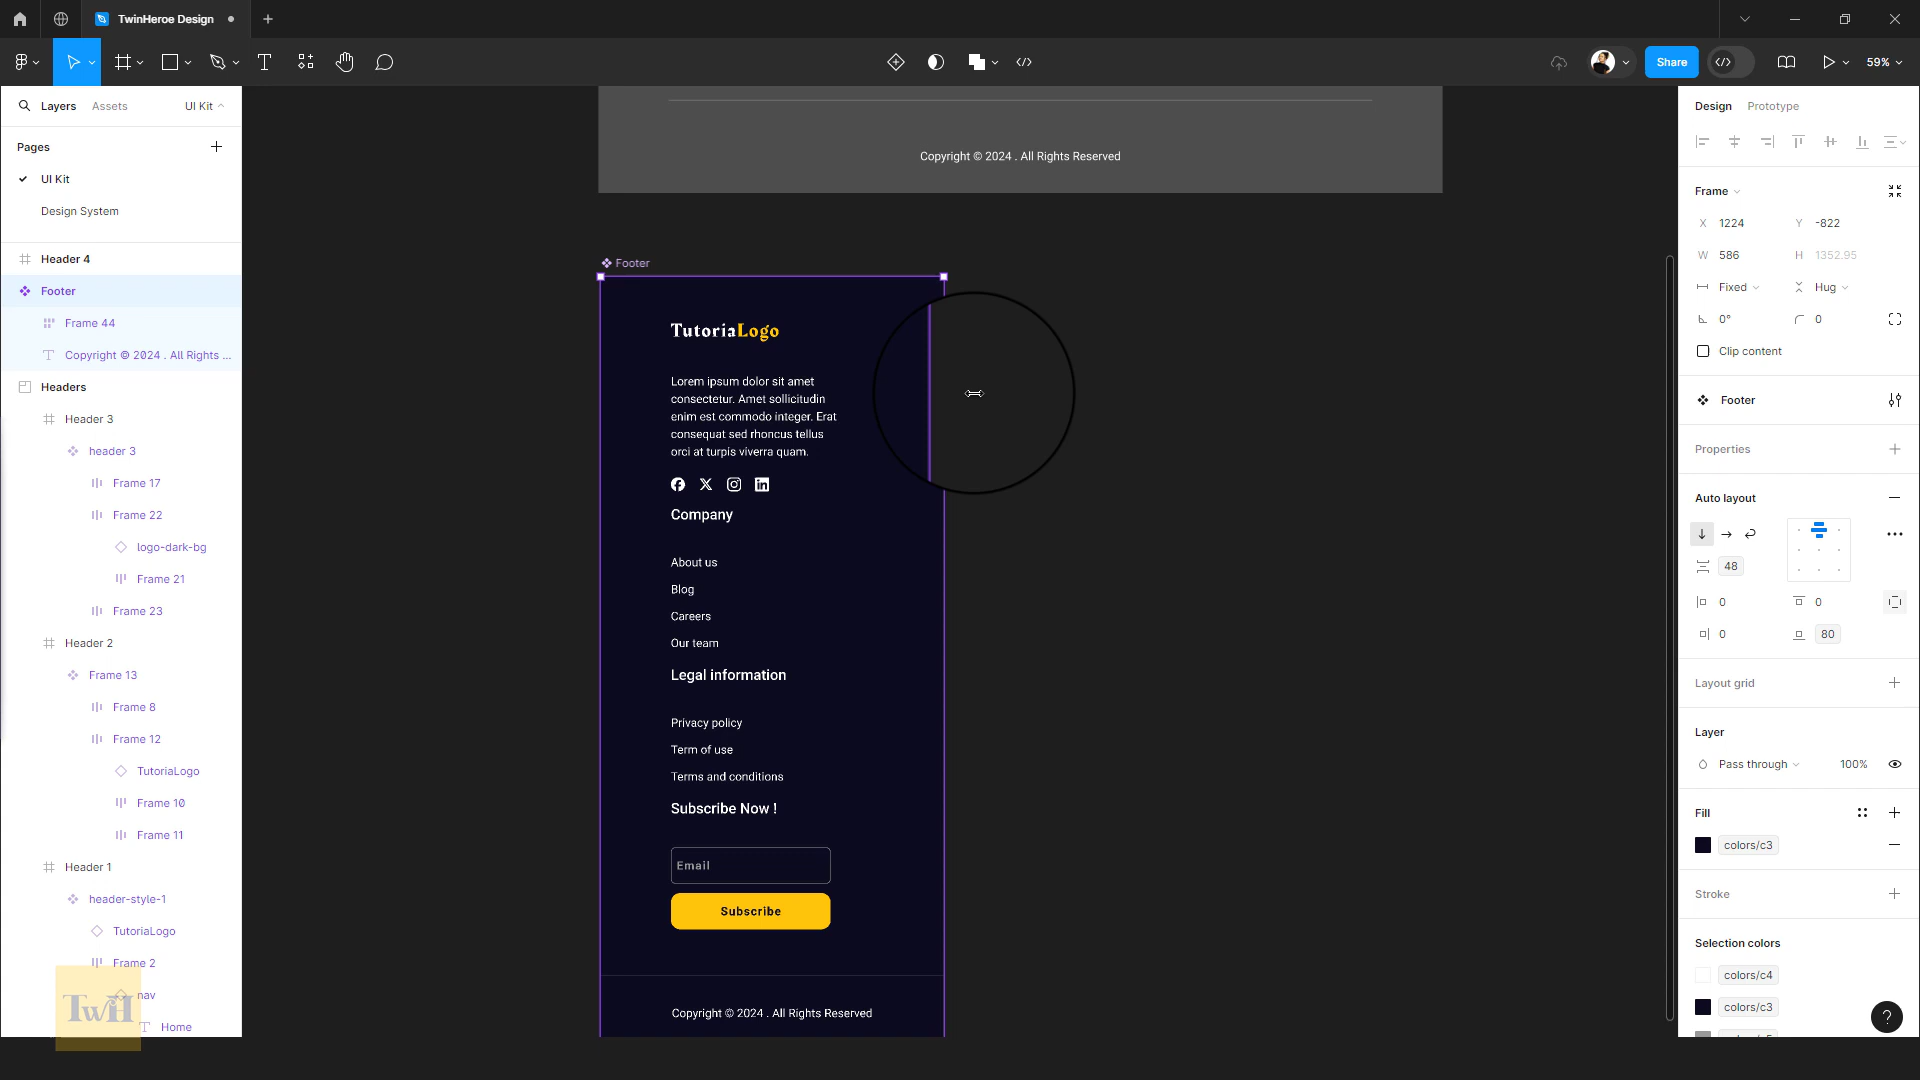 TwinHeroe Design
Share
59%
Layers
Assets
UI Kit
Pages
UI Kit
Design System
Header 4
Footer
Frame 44
Copyright © 2024 . All Rights ...
Headers
Header 3
header 3
Frame 17
Frame 22
logo-dark-bg
Frame 21
Frame 23
Header 2
Frame 13
Frame 8
Frame 12
TutoriaLogo
Frame 10
Frame 11
Header 1
header-style-1
TutoriaLogo
Frame 2
nav
Home
TwH
Copyright © 2024 . All Rights Reserved
Footer
TutoriaLogo
Lorem ipsum dolor sit amet
consectetur. Amet sollicitudin
enim est commodo integer. Erat
consequat sed rhoncus tellus
orci at turpis viverra quam.
Company
About us
Blog
Careers
Our team
Legal information
Privacy policy
Term of use
Terms and conditions
Subscribe Now !
Email
Subscribe
Copyright © 2024 . All Rights Reserved
Design
Prototype
Frame
X 1224
Y -822
W 586
H 1352.95
Fixed
Hug
0°
0
Clip content
Footer
Properties
Auto layout
48
0
0
0
80
Layout grid
Layer
Pass through
100%
Fill
colors/c3
Stroke
Selection colors
colors/c4
colors/c3
?